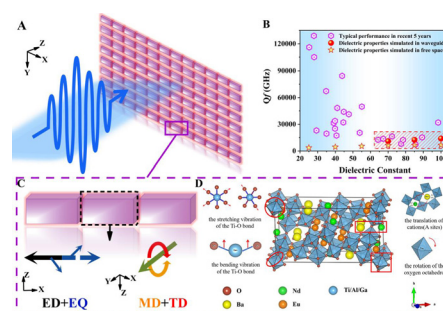 A
Z
X
Y
B
Typical performance in recent 5 years
Dielectric properties simulated in waveguide
Dielectric properties simulated in free space
120000
90000
60000
30000
0
Qf (GHz)
30
40
50
60
70
80
90
100
Dielectric Constant
C
Z
X
Z
X
Y
ED+EQ
MD+TD
D
the stretching vibration
of the Ti-O bond
the bending vibration
of the Ti-O bond
the translation of
cations(A sites)
the rotation of the
oxygen octahedra
O
Nd
Ti/Al/Ga
Ba
Eu